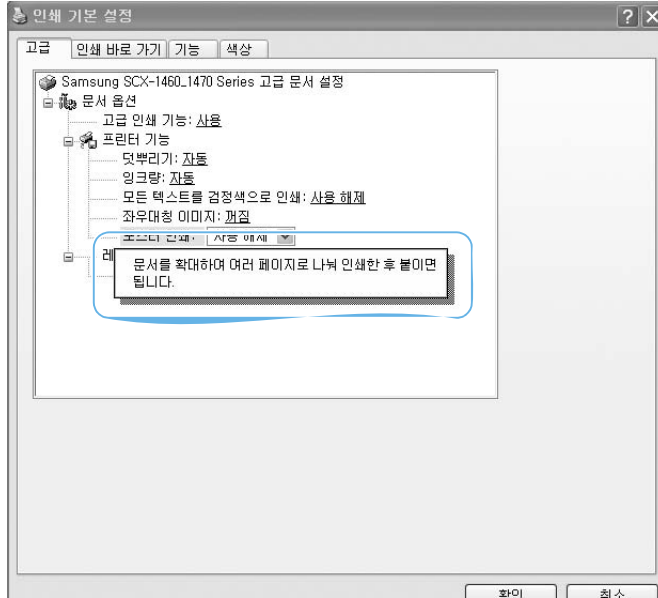 인쇄 기본 설정
고급 인쇄 바로 가기 기능 색상
Samsung SCX-1460_1470 Series 고급 문서 설정
문서 옵션
고급 인쇄 기능: 사용
프린터 기능
덧뿌리기: 자동
잉크량: 자동
모든 텍스트를 검정색으로 인쇄: 사용 해제
좌우대칭 이미지: 꺼짐
포스터 인쇄: 사용 해제
레
문서를 확대하여 여러 페이지로 나눠 인쇄한 후 붙이면
됩니다.
확인 취소